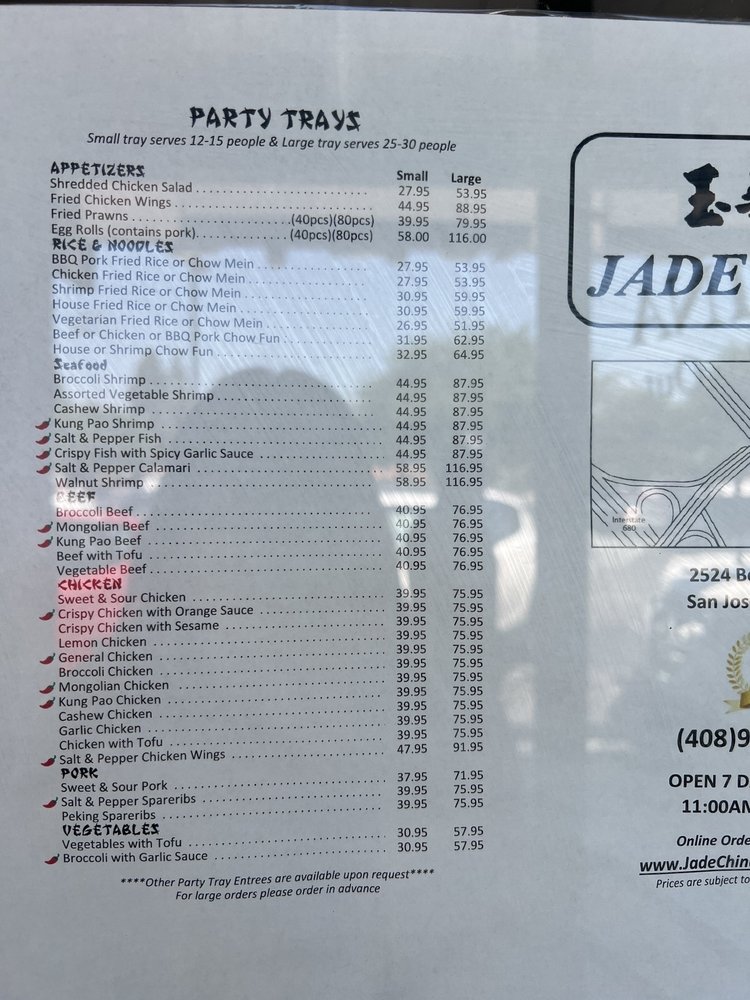 PARTY TRAYS
Small tray serves 12-15 people & Large tray serves 25-30 people
APPETIZERS Small Large
Shredded Chicken Salad 27.95 53.95
Fried Chicken Wings 44.95 88.95
Fried Prawns (40pcs)(80pcs) 39.95 79.95
Egg Rolls (contains pork). (40pcs)(80pcs) 58.00 116.00
RICE & NOODLES
BBQ Pork Fried Rice or Chow Mein 27.95 53.95
Chicken Fried Rice or Chow Mein 27.95 53.95
Shrimp Fried Rice or Chow Mein 30.95 59.95
House Fried Rice or Chow Mein 30.95 59.95
Vegetarian Fried Rice or Chow Mein 26.95 51.95
Beef or Chicken or BBQ Pork Chow Fun 31.95 62.95
House or Shrimp Chow Fun 32.95 64.95
Seafood
Broccoli Shrimp 44.95 87.95
Assorted Vegetable Shrimp 44.95 87.95
Cashew Shrimp 44.95 87.95
Kung Pao Shrimp 44.95 87.95
Salt & Pepper Fish 44.95 87.95
Crispy Fish with Spicy Garlic Sauce 44.95 87.95
Salt & Pepper Calamari 58.95 116.95
Walnut Shrimp 58.95 116.95
BEEF
Broccoli Beef 40.95 76.95
Mongolian Beef 40.95 76.95
Kung Pao Beef 40.95 76.95
Beef with Tofu 40.95 76.95
Vegetable Beef 40.95 76.95
CHICKEN
Sweet & Sour Chicken 39.95 75.95
Crispy Chicken with Orange Sauce 39.95 75.95
Crispy Chicken with Sesame 39.95 75.95
Lemon Chicken 39.95 75.95
General Chicken 39.95 75.95
Broccoli Chicken 39.95 75.95
Mongolian Chicken 39.95 75.95
Kung Pao Chicken 39.95 75.95
Cashew Chicken 39.95 75.95
Garlic Chicken 39.95 75.95
Chicken with Tofu 39.95 75.95
Salt & Pepper Chicken Wings 47.95 91.95
PORK
Sweet & Sour Pork 37.95 71.95
Salt & Pepper Spareribs 39.95 75.95
Peking Spareribs 39.95 75.95
VEGETABLES
Vegetables with Tofu 30.95 57.95
Broccoli with Garlic Sauce 30.95 57.95
****Other Party Tray Entrees are available upon request****
For large orders please order in advance
玉
JADE
N
Interstate
680
2524
San Jos
(408)9
OPEN 7 D
11:00AM
Online Orde
www.JadeChin
Prices are subject to